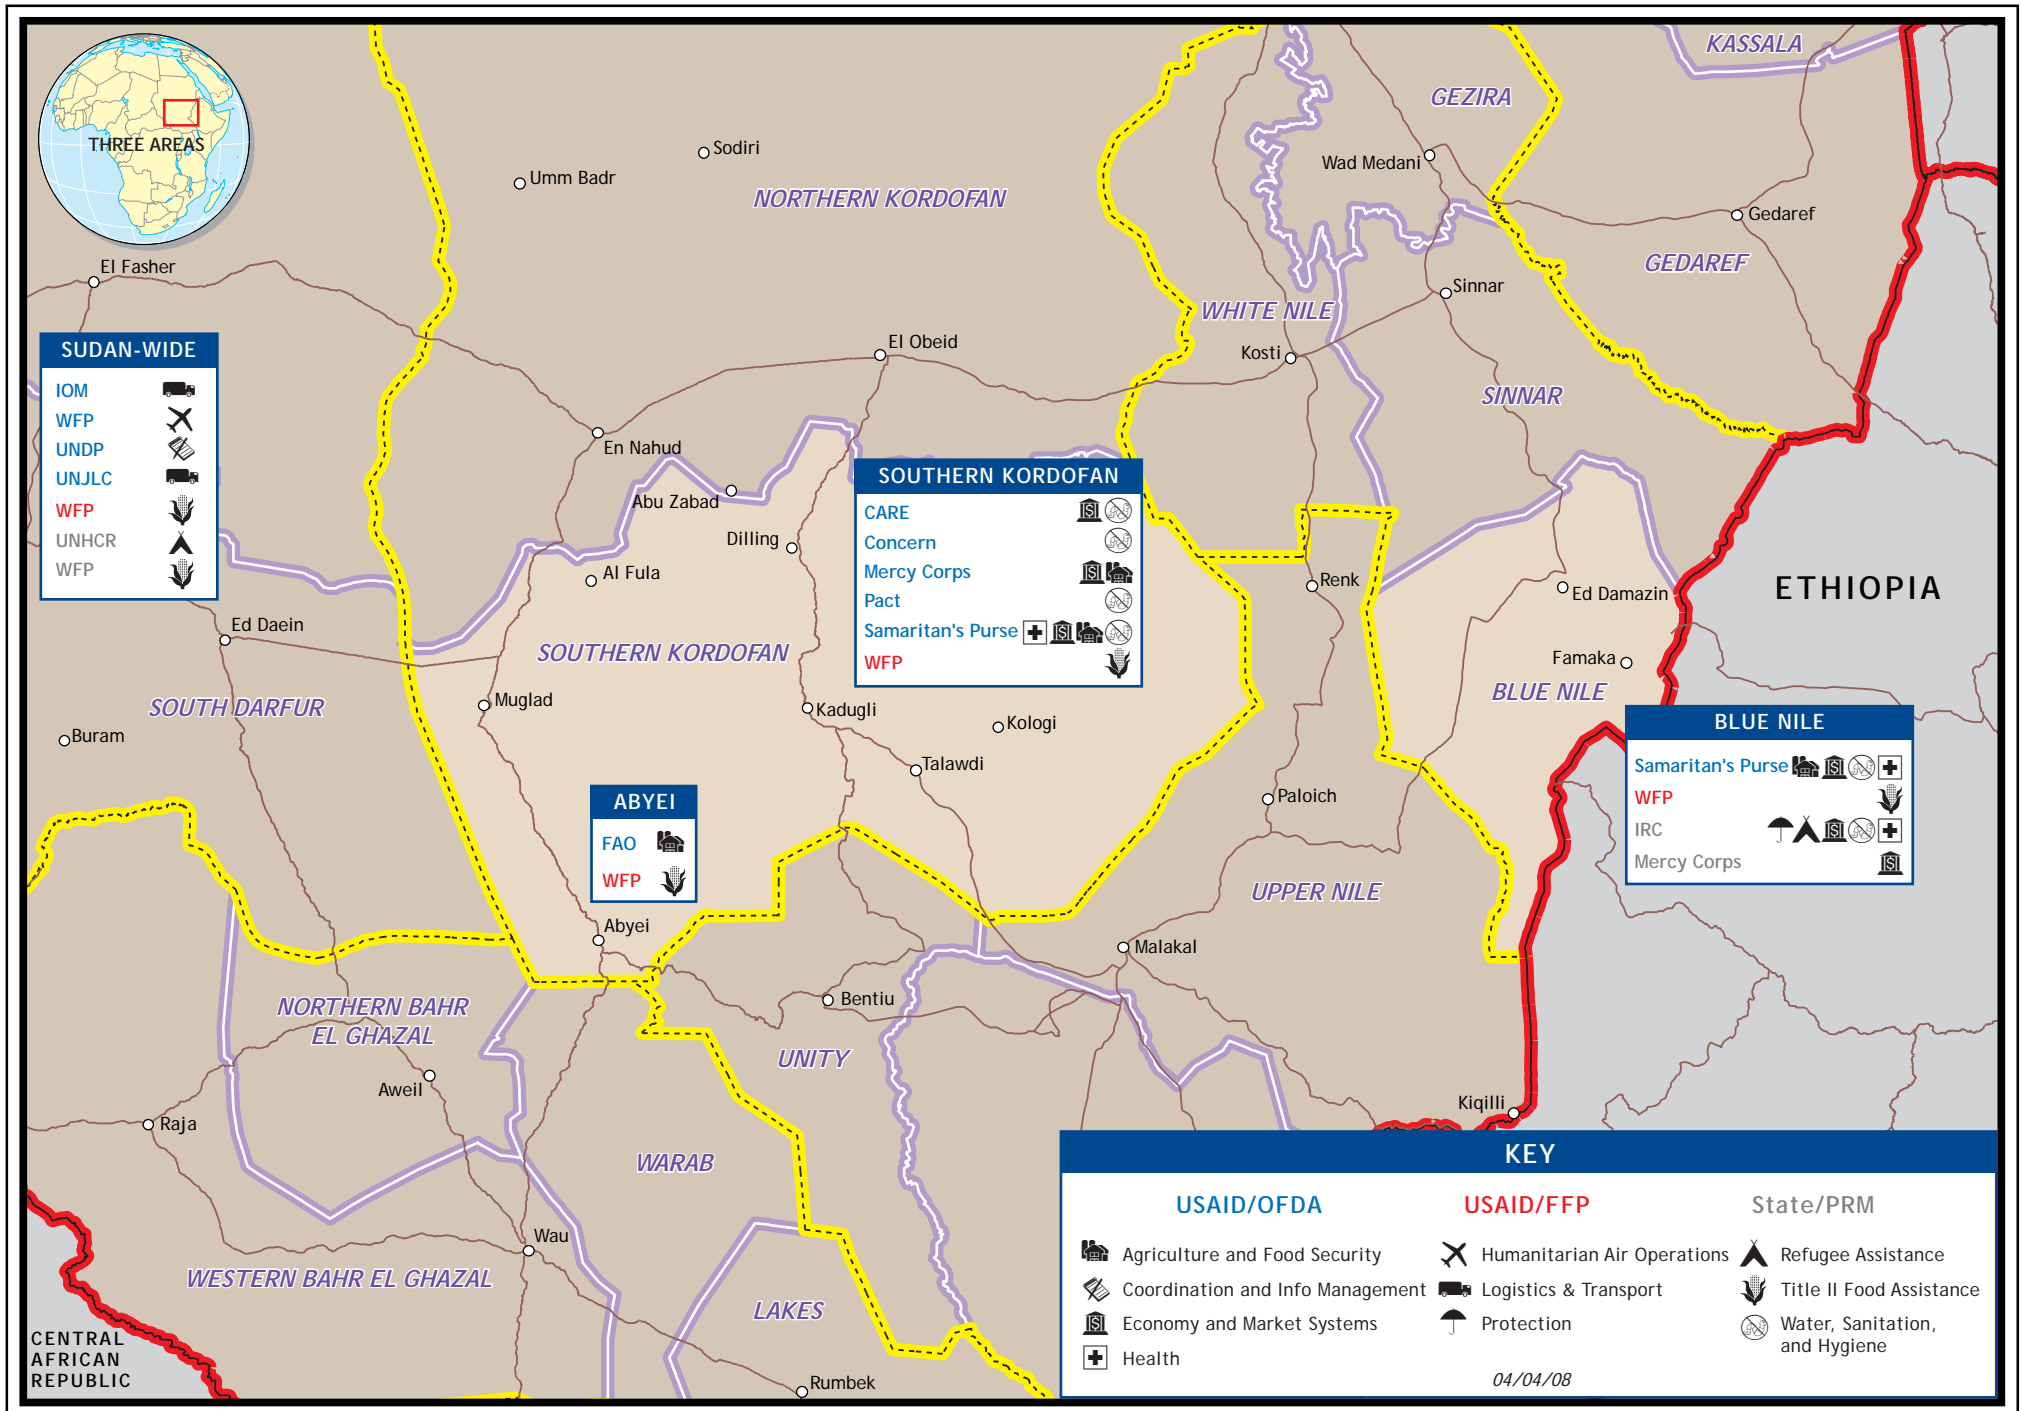 THREE AREAS
KASSALA
GEZIRA
Sodiri
Wad Medani
Umm Badr
NORTHERN KORDOFAN
Gedaref
El Fasher
GEDAREF
Sinnar
WHITE NILE
El Obeid
Kosti
SINNAR
SUDAN-WIDE
IOM
WFP
UNDP
UNJLC
WFP
UNHCR
WFP
En Nahud
Abu Zabad
Dilling
Al Fula
SOUTHERN KORDOFAN
CARE
Concern
Mercy Corps
Pact
Samaritan's Purse
WFP
Renk
Ed Damazin
ETHIOPIA
Ed Daein
SOUTHERN KORDOFAN
Famaka
BLUE NILE
SOUTH DARFUR
Muglad
Kadugli
Kologi
Buram
Talawdi
BLUE NILE
Samaritan's Purse
WFP
IRC
Mercy Corps
ABYEI
FAO
WFP
Paloich
UPPER NILE
Abyei
Malakal
Bentiu
NORTHERN BAHR
EL GHAZAL
UNITY
Aweil
Kiqilli
Raja
WARAB
Wau
WESTERN BAHR EL GHAZAL
LAKES
CENTRAL
AFRICAN
REPUBLIC
Rumbek
KEY
USAID/OFDA
Agriculture and Food Security
Coordination and Info Management
Economy and Market Systems
Health
USAID/FFP
Humanitarian Air Operations
Logistics & Transport
Protection
State/PRM
Refugee Assistance
Title II Food Assistance
Water, Sanitation,
and Hygiene
04/04/08